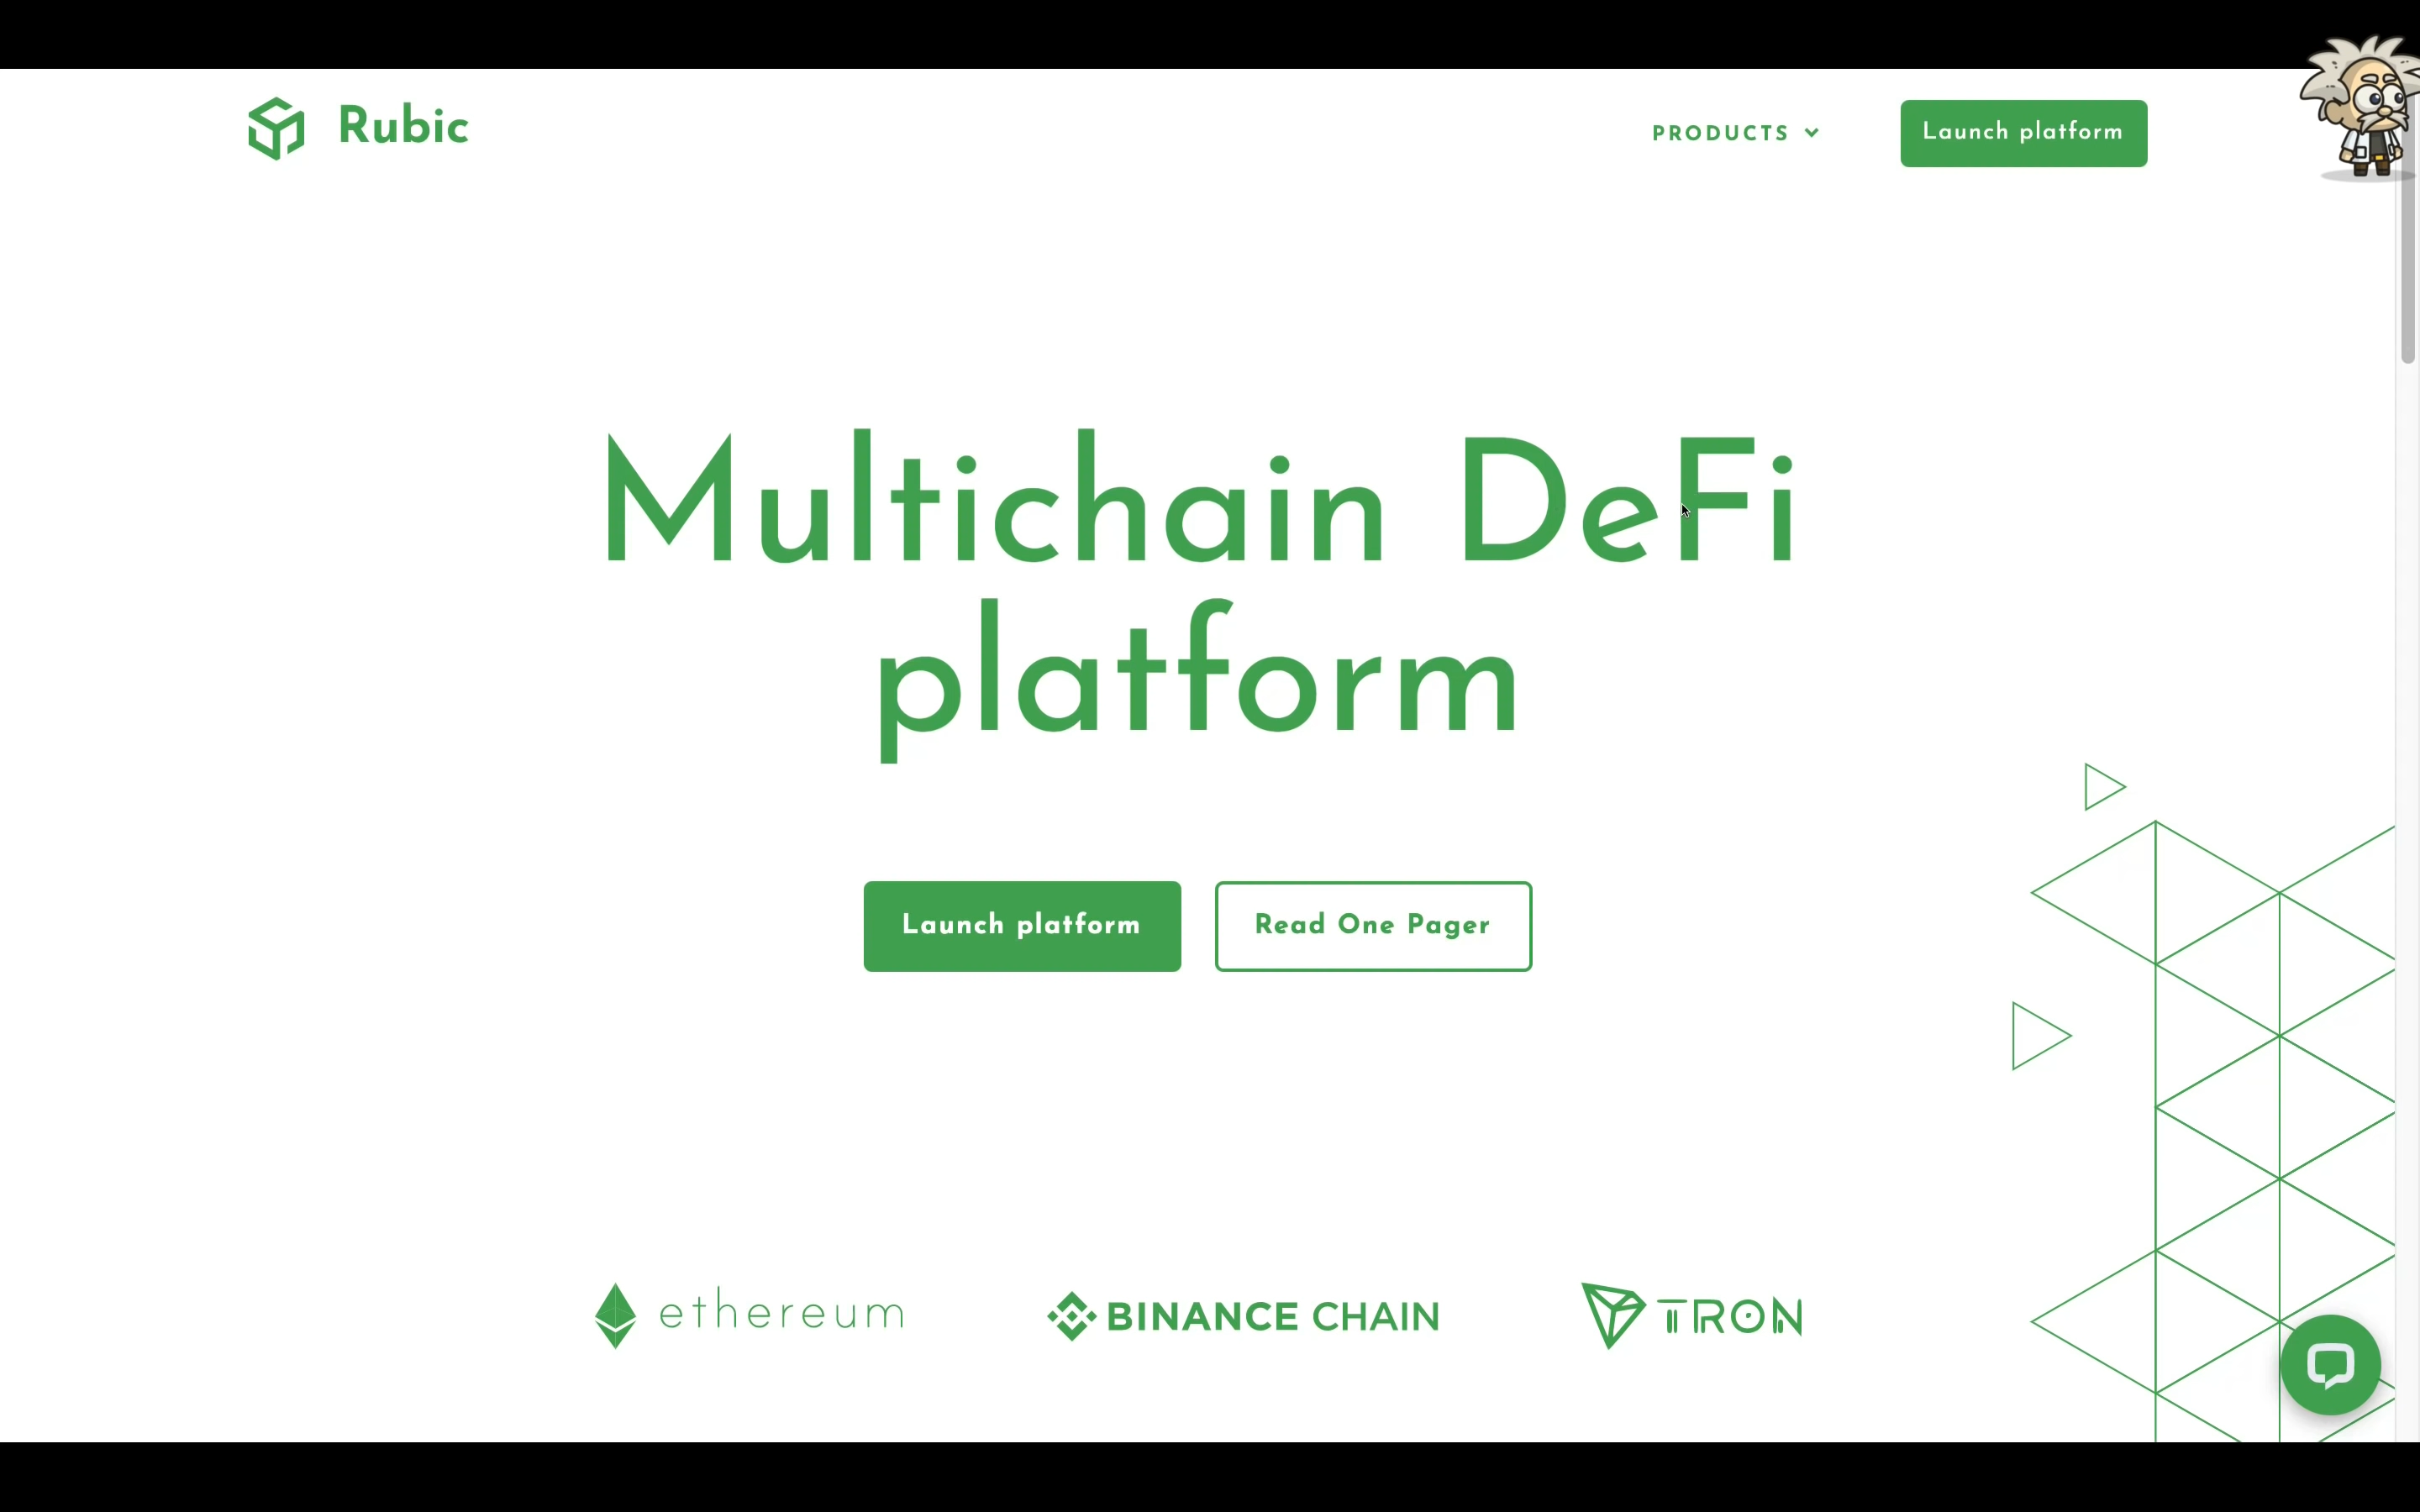 Rubic
PRODUCTS
Launch platform
Multichain DeFi
platform
Launch platform
Read One Pager
ethereum
BINANCE CHAIN
TRON